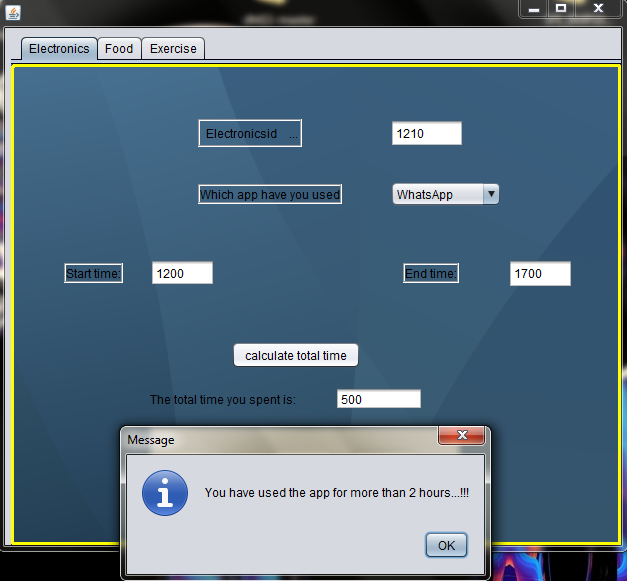 Electronics Food Exercise
Electronicsid ... 1210
Which app have you used WhatsApp
Start time: 1200 End time: 1700
calculate total time
The total time you spent is: 500
Message
You have used the app for more than 2 hours...!!!
OK